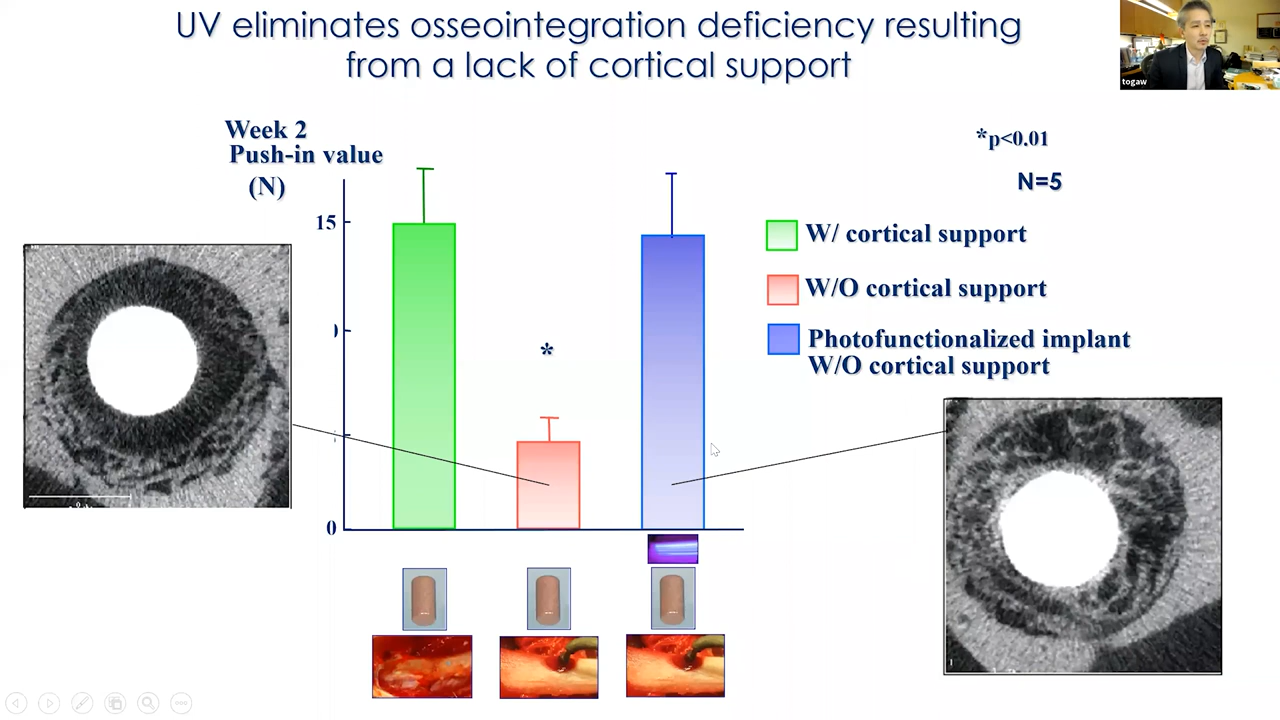 UV eliminates osseointegration deficiency resulting
from a lack of cortical support
togaw
Week 2
Push-in value
(N)
*p<0.01
N=5
15
0
*
W/ cortical support
W/O cortical support
Photofunctionalized implant
W/O cortical support